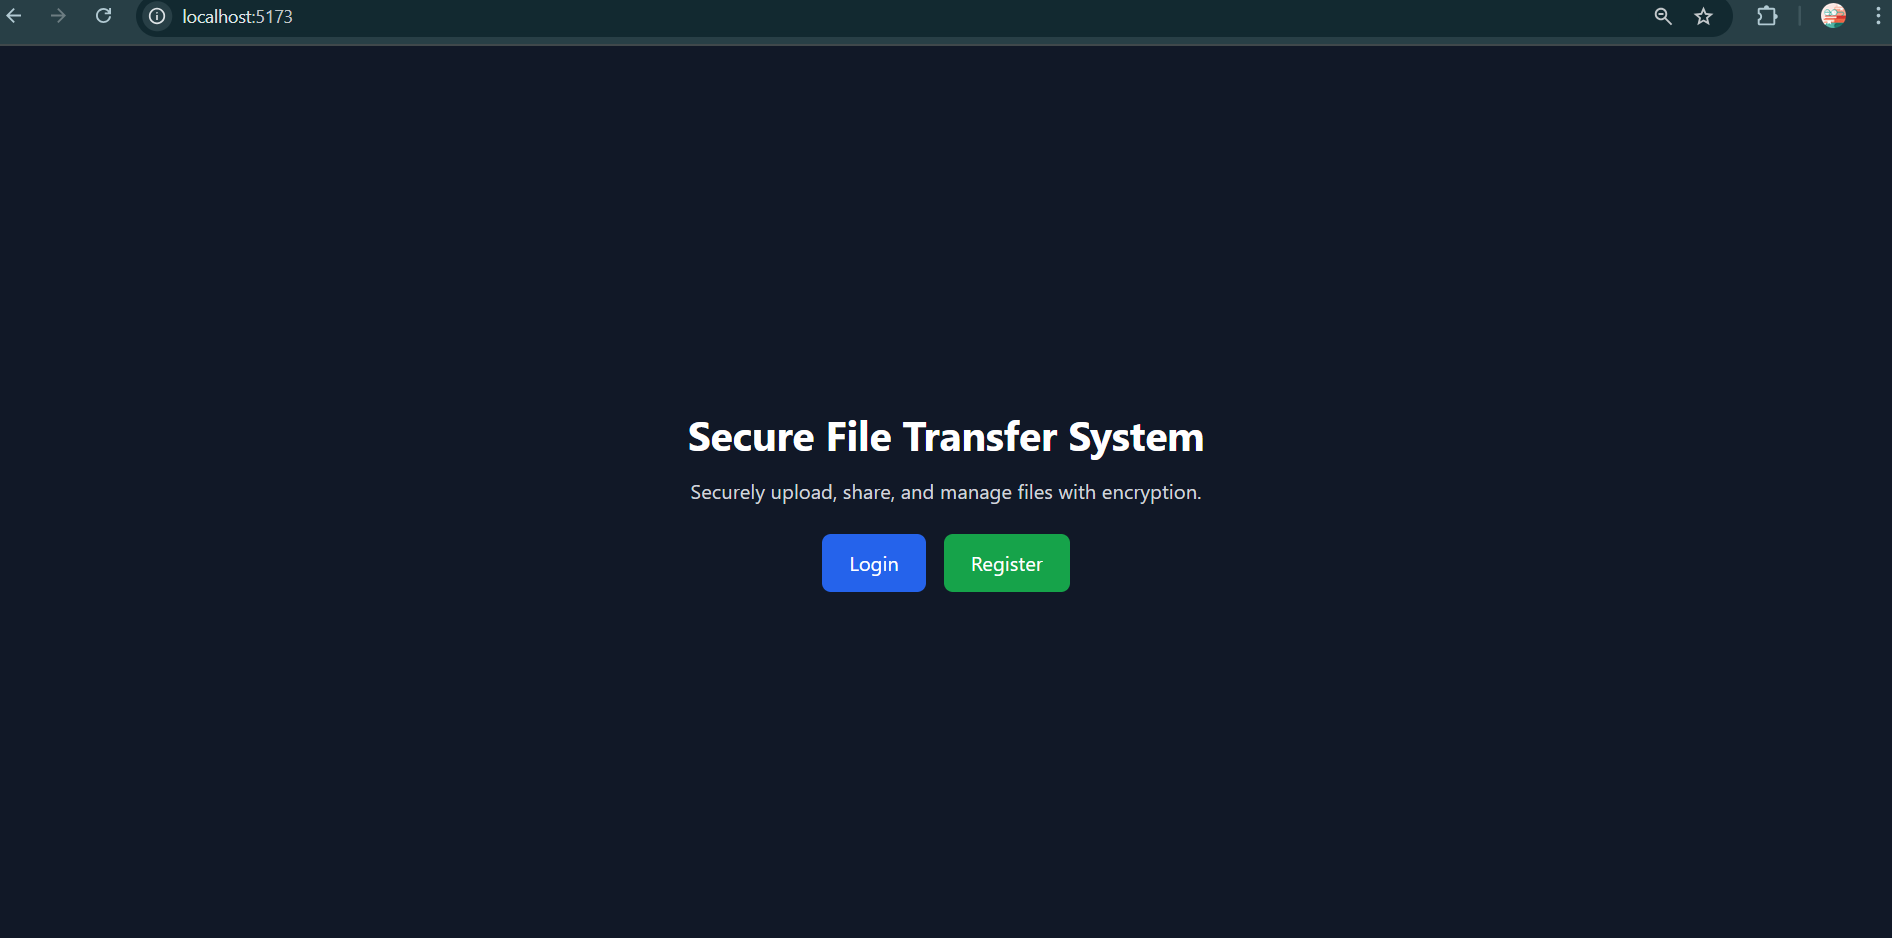 localhost:5173
Secure File Transfer System
Securely upload, share, and manage files with encryption.
Login
Register